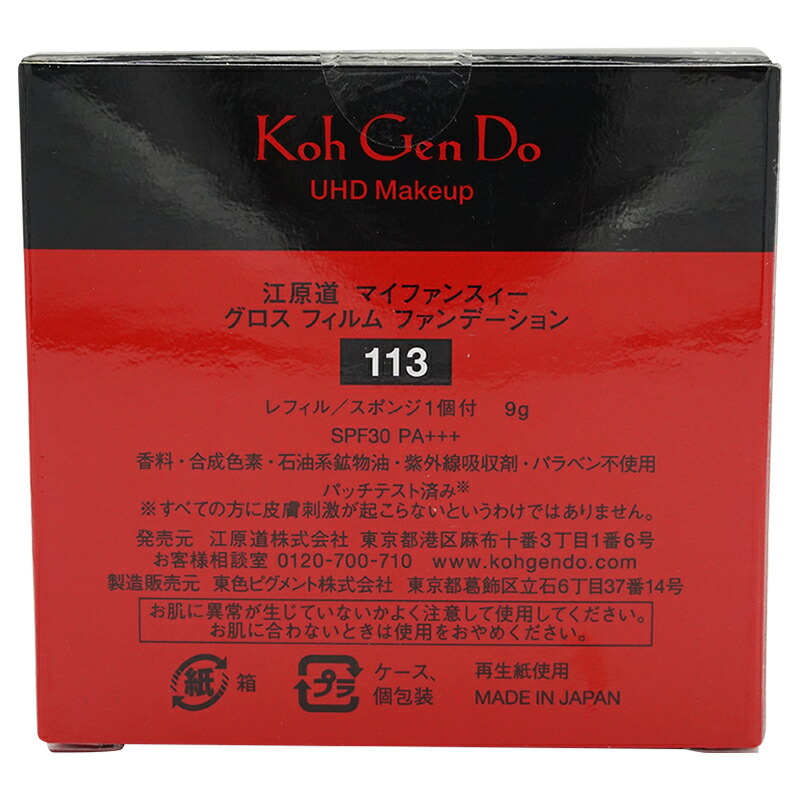 Koh Gen Do
UHD Makeup
江原道 マイファンスィー
グロス フィルム ファンデーション
113
レフィル／スポンジ1個付 9g
SPF30 PA+++
香料・合成色素・石油系鉱物油・紫外線吸収剤・パラベン不使用
パッチテスト済み※
※すべての方に皮膚刺激が起こらないというわけではありません。
発売元 江原道株式会社 東京都港区麻布十番3丁目1番6号
お客様相談室 0120-700-710 www.kohgendo.com
製造販売元 東色ピグメント株式会社 東京都葛飾区立石6丁目37番14号
お肌に異常が生じていないかよく注意して使用してください。
お肌に合わないときは使用をおやめください。
紙 箱 プラ ケース、 再生紙使用
個包装 MADE IN JAPAN